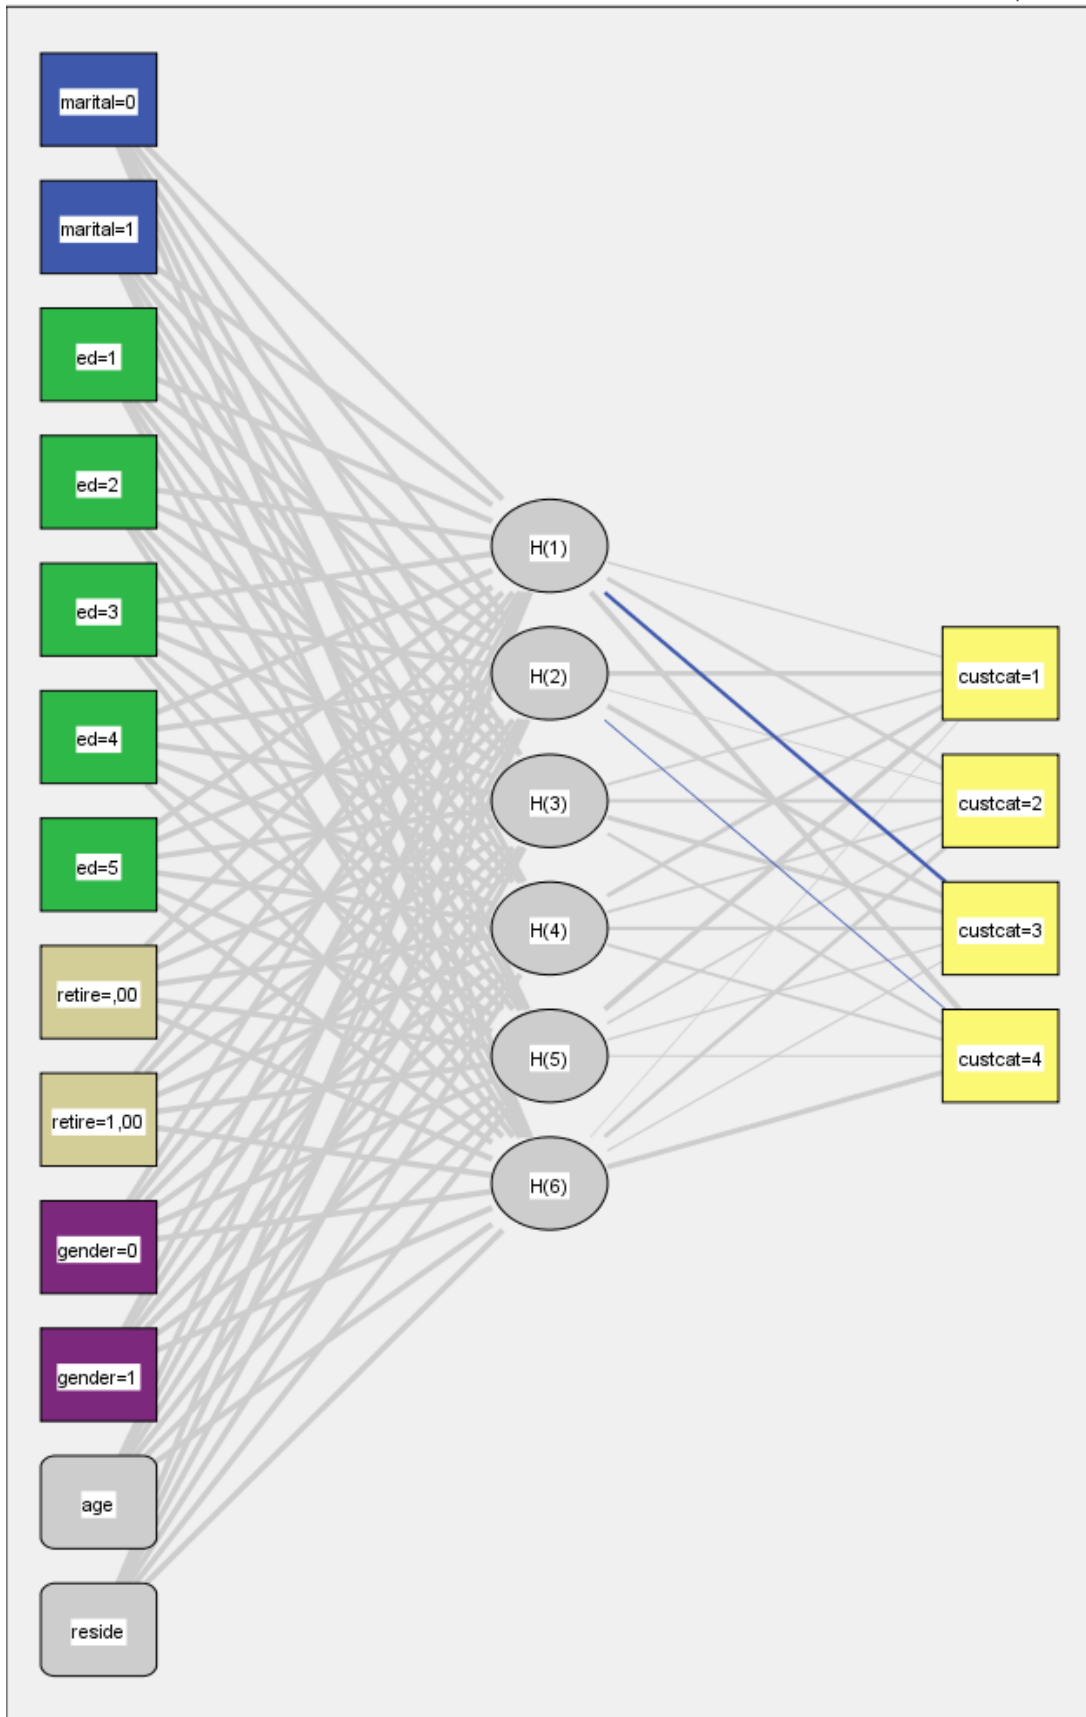 marital=0
marital=1
ed=1
ed=2
ed=3
ed=4
ed=5
retire=,00
retire=1,00
gender=0
gender=1
age
reside
H(1)
H(2)
H(3)
H(4)
H(5)
H(6)
custcat=1
custcat=2
custcat=3
custcat=4